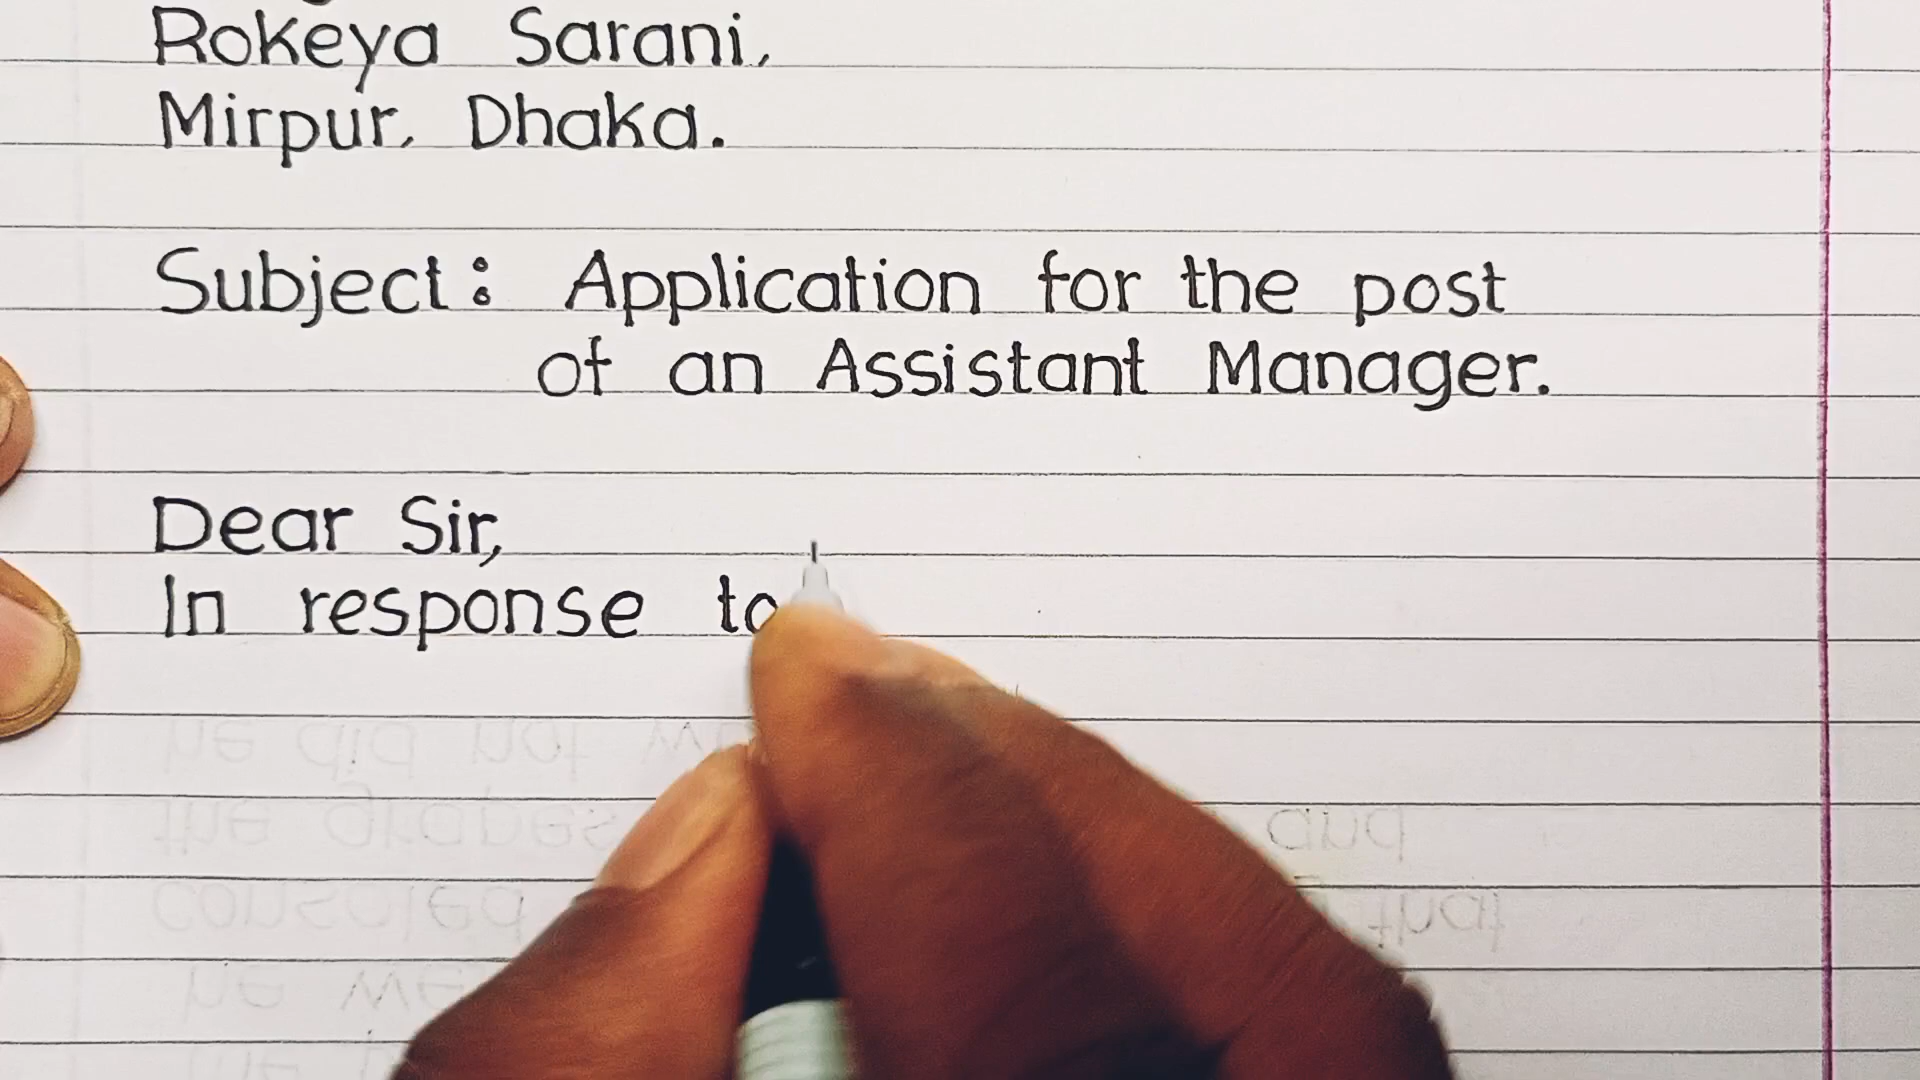 Rokeya Sarani,
Mirpur, Dhaka.
Subject: Application for the post
of an Assistant Manager.
Dear Sir,
In response to